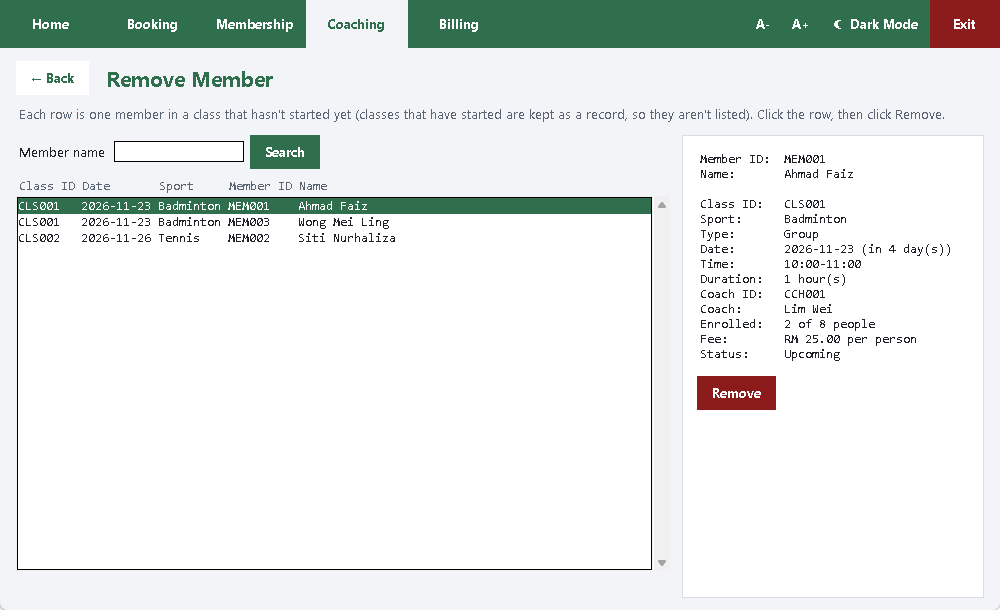 Home Booking Membership Coaching Billing A- A+ ☾ Dark Mode Exit
← Back Remove Member
Each row is one member in a class that hasn't started yet (classes that have started are kept as a record, so they aren't listed). Click the row, then click Remove.
Member name Search
Class ID Date Sport Member ID Name
CLS001 2026-11-23 Badminton MEM001 Ahmad Faiz
CLS001 2026-11-23 Badminton MEM003 Wong Mei Ling
CLS002 2026-11-26 Tennis MEM002 Siti Nurhaliza
Member ID: MEM001
Name: Ahmad Faiz
Class ID: CLS001
Sport: Badminton
Type: Group
Date: 2026-11-23 (in 4 day(s))
Time: 10:00-11:00
Duration: 1 hour(s)
Coach ID: CCH001
Coach: Lim Wei
Enrolled: 2 of 8 people
Fee: RM 25.00 per person
Status: Upcoming
Remove